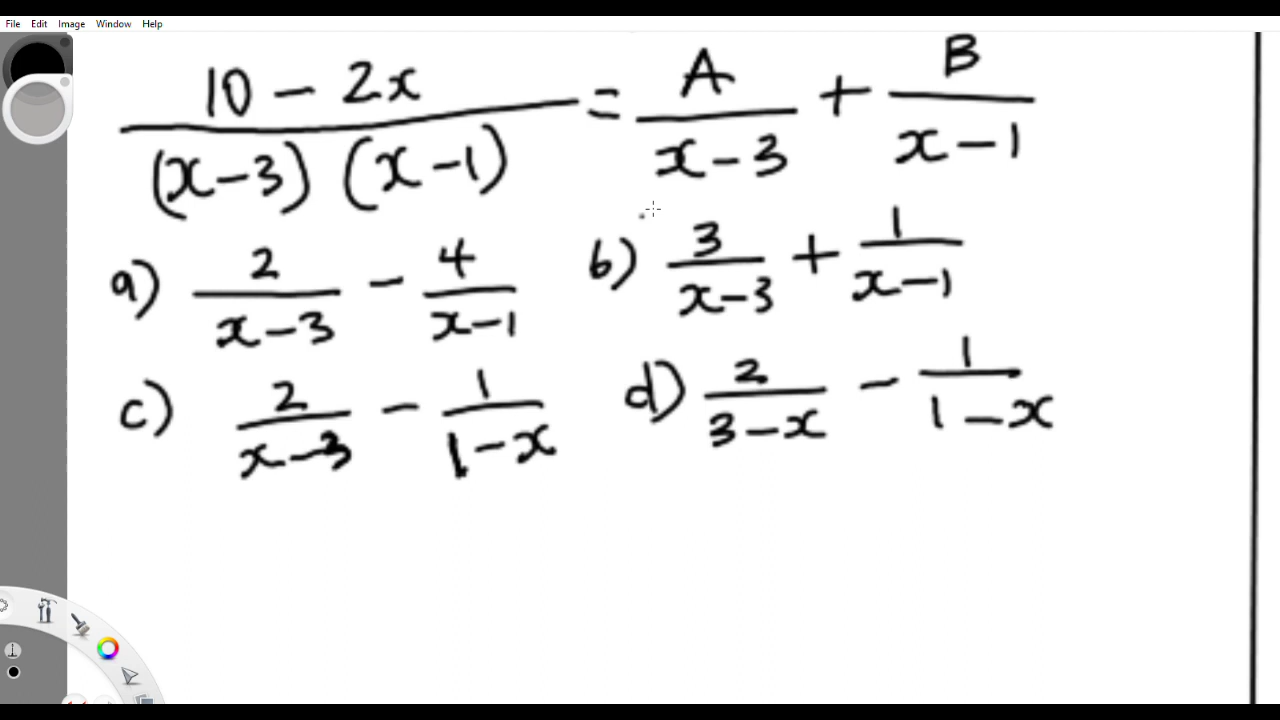 File Edit Image Window Help
(10 - 2x)/((x-3)(x-1)) = A/(x-3) + B/(x-1)
a) 2/(x-3) - 4/(x-1) b) 3/(x-3) + 1/(x-1)
c) 2/(x-3) - 1/(1-x) d) 2/(3-x) - 1/(1-x)